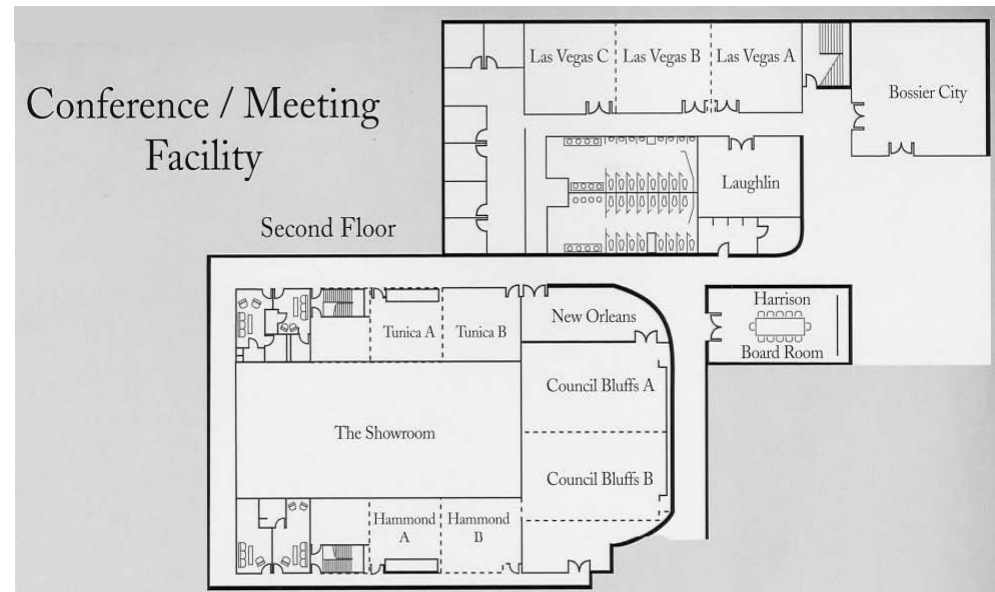 Conference / Meeting
Facility
Second Floor
Las Vegas C
Las Vegas B
Las Vegas A
Bossier City
Laughlin
Harrison
Board Room
Tunica A
Tunica B
New Orleans
Council Bluffs A
The Showroom
Council Bluffs B
Hammond
A
Hammond
B